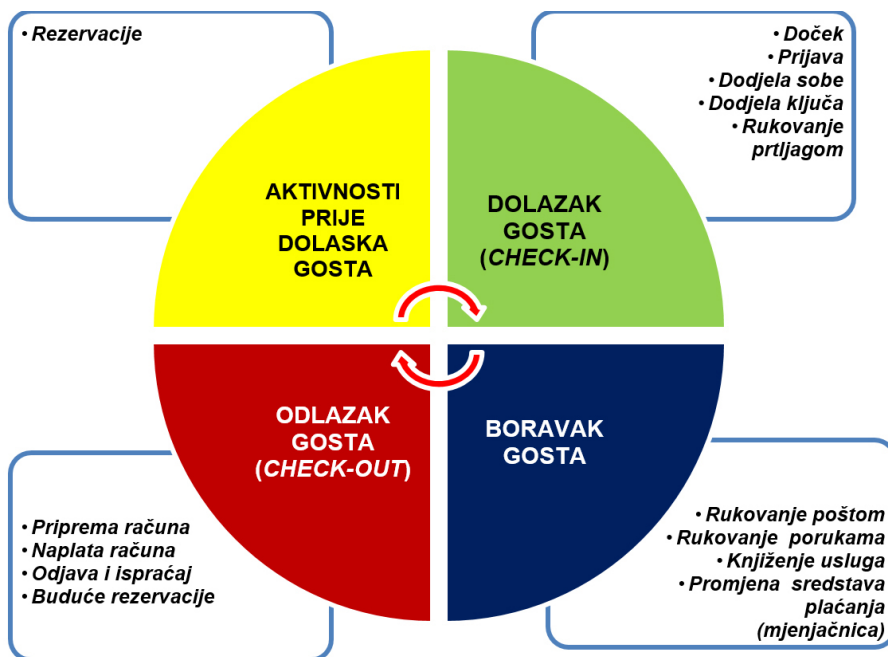 • Rezervacije
• Doček
• Prijava
• Dodjela sobe
• Dodjela ključa
• Rukovanje
prtljagom
AKTIVNOSTI
PRIJE
DOLASKA
GOSTA
DOLAZAK
GOSTA
(CHECK-IN)
ODLAZAK
GOSTA
(CHECK-OUT)
BORAVAK
GOSTA
• Priprema računa
• Naplata računa
• Odjava i ispraćaj
• Buduće rezervacije
• Rukovanje poštom
• Rukovanje porukama
• Knjiženje usluga
• Promjena sredstava
plaćanja
(mjenjačnica)